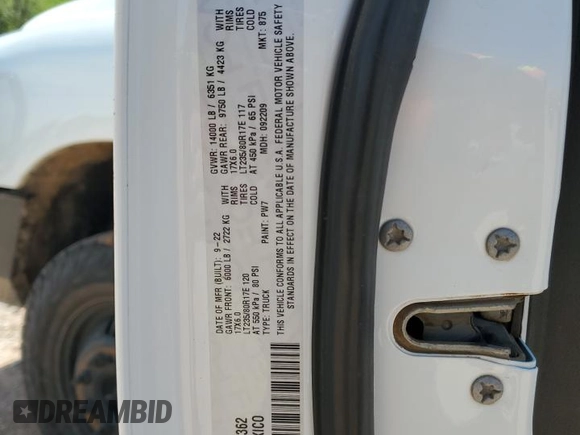 DATE OF MFR (BUILT): 9-22 GVWR: 14000 LB / 6351 KG
GAWR FRONT: 6000 LB / 2722 KG WITH GAWR REAR: 9750 LB / 4423 KG WITH
17X6.0 RIMS 17X6.0 RIMS
LT235/80R17E 120 TIRES LT235/80R17E 117 TIRES
AT 550 kPa / 80 PSI COLD AT 450 kPa / 65 PSI COLD
TYPE: TRUCK PAINT: PW7 MDH: 092209 MKT: 875
THIS VEHICLE CONFORMS TO ALL APPLICABLE U.S.A. FEDERAL MOTOR VEHICLE SAFETY
STANDARDS IN EFFECT ON THE DATE OF MANUFACTURE SHOWN ABOVE.
362
XICO
DREAMBID